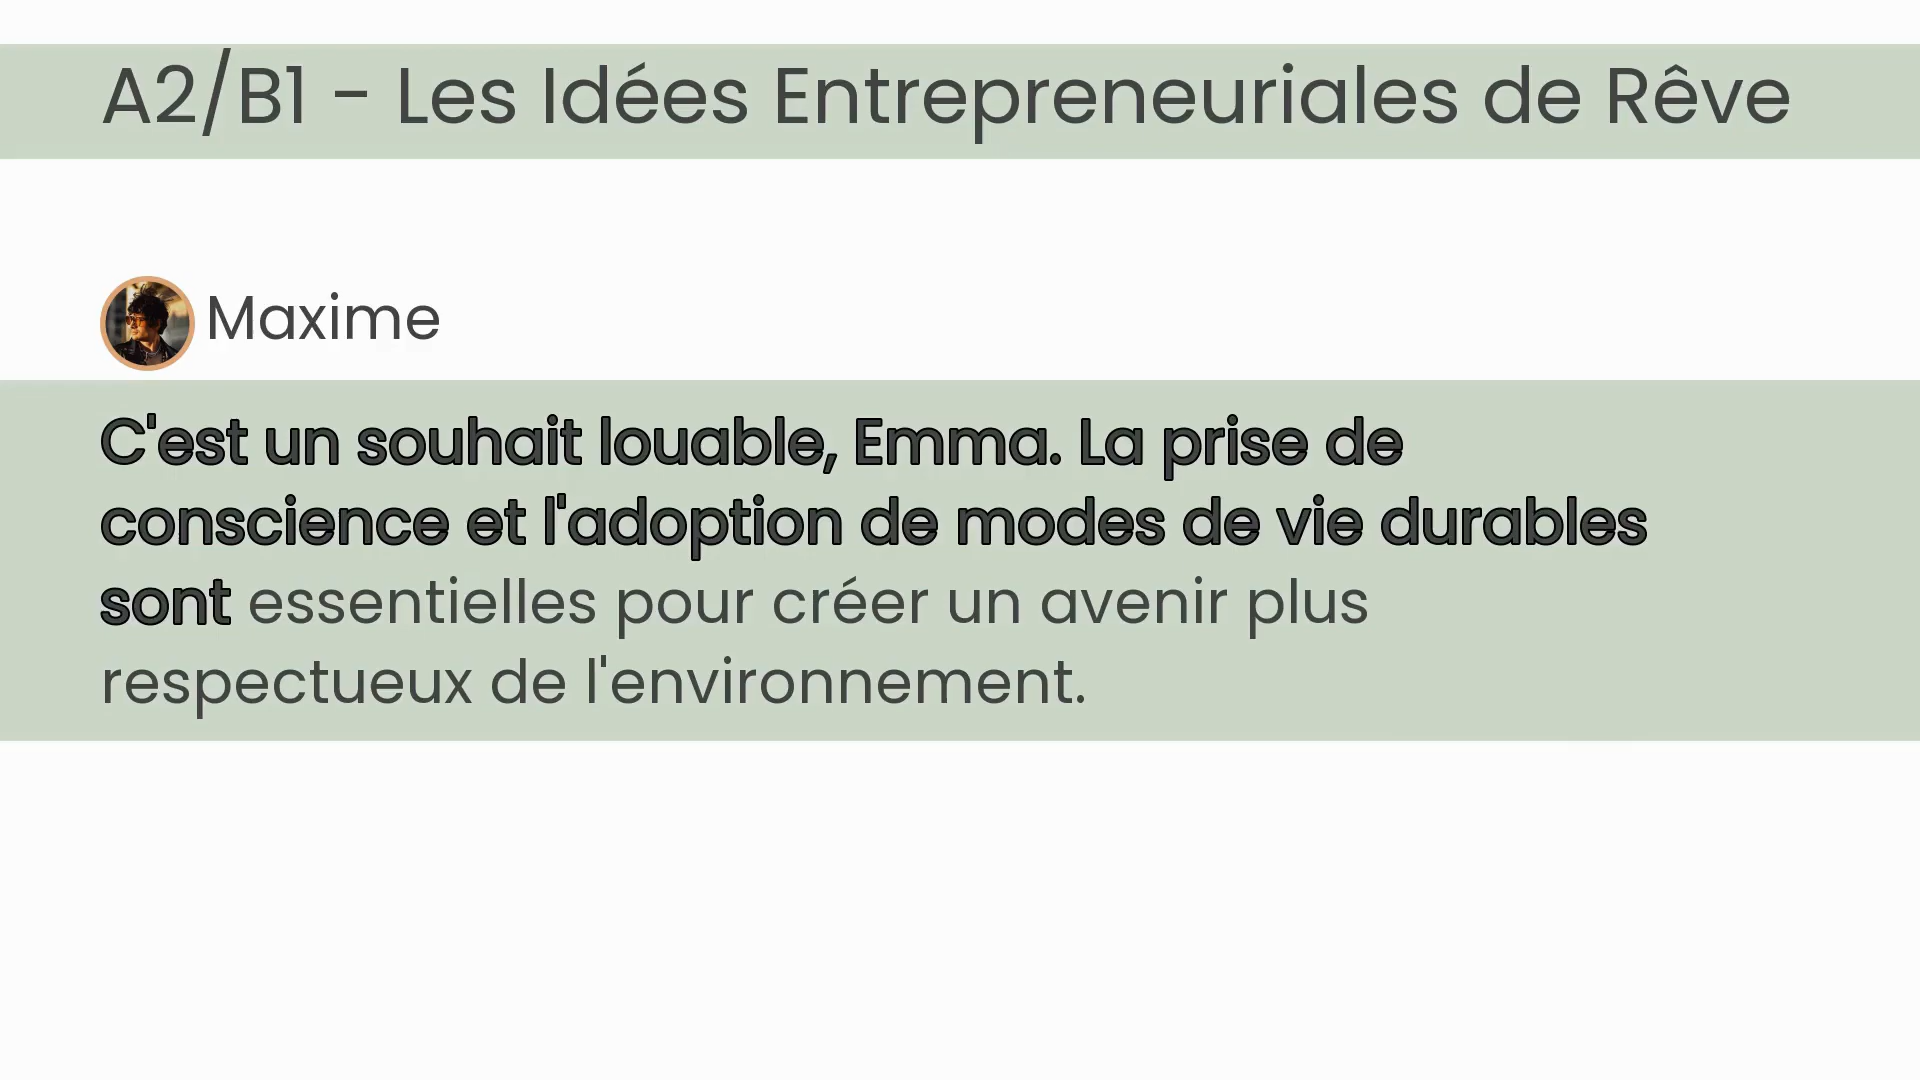 A2/B1 - Les Idées Entrepreneuriales de Rêve
Maxime
C'est un souhait louable, Emma. La prise de
conscience et l'adoption de modes de vie durables
sont essentielles pour créer un avenir plus
respectueux de l'environnement.